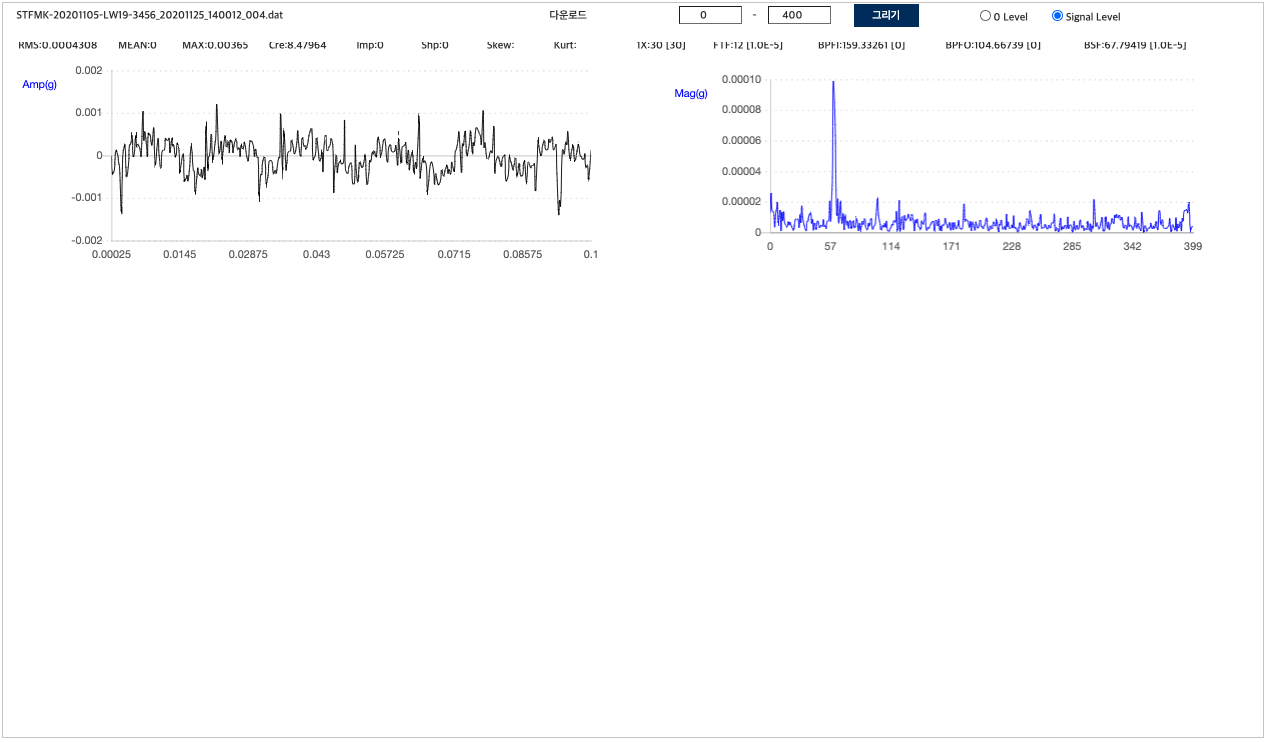 STFMK-20201105-LW19-3456_20201125_140012_004.dat 다운로드 0 - 400 그리기 0 Level Signal Level
RMS:0.0004308 MEAN:0 MAX:0.00365 Cre:8.47964 Imp:0 Shp:0 Skew: Kurt: 1X:30 [30] FTF:12 [1.0E-5] BPFI:159.33261 [0] BPFO:104.66739 [0] BSF:67.79419 [1.0E-5]
Amp(g)
0.002
0.001
0
-0.001
-0.002
0.00025 0.0145 0.02875 0.043 0.05725 0.0715 0.08575 0.1
Mag(g)
0.00010
0.00008
0.00006
0.00004
0.00002
0
0 57 114 171 228 285 342 399